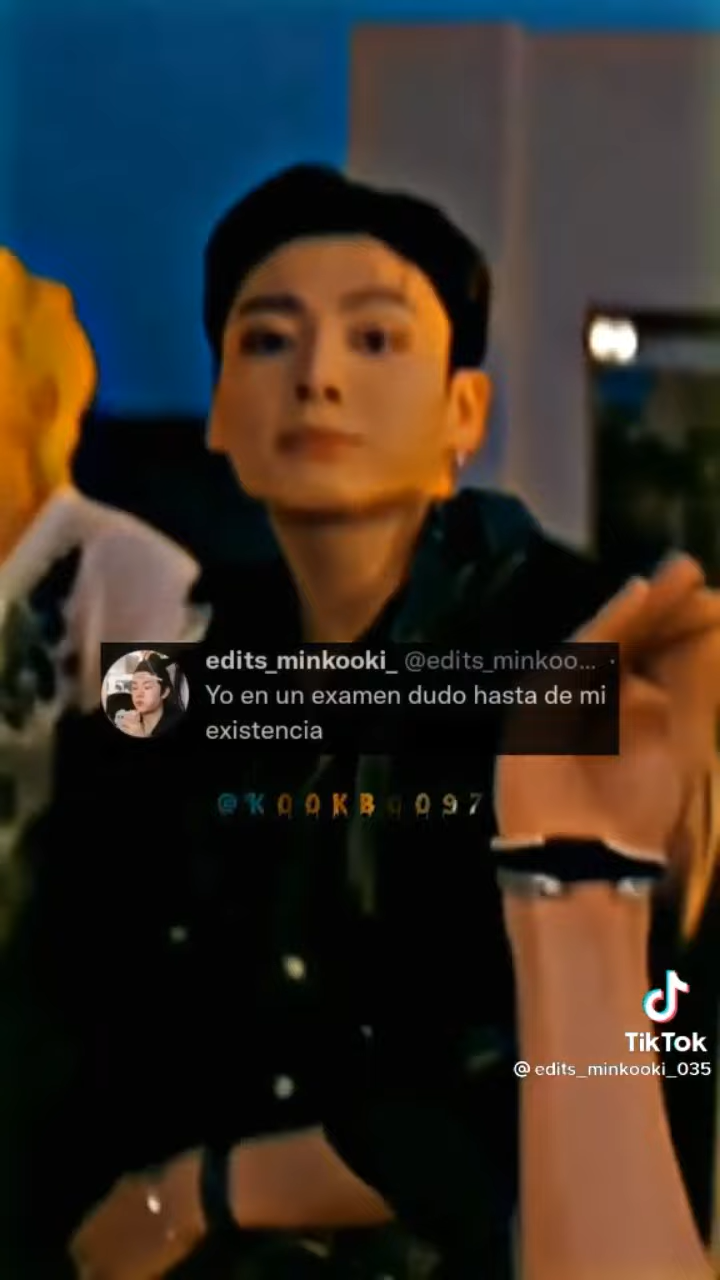 edits_minkooki_ @edits_minkoo... ·
Yo en un examen dudo hasta de mi
existencia
TikTok
@edits_minkooki_035